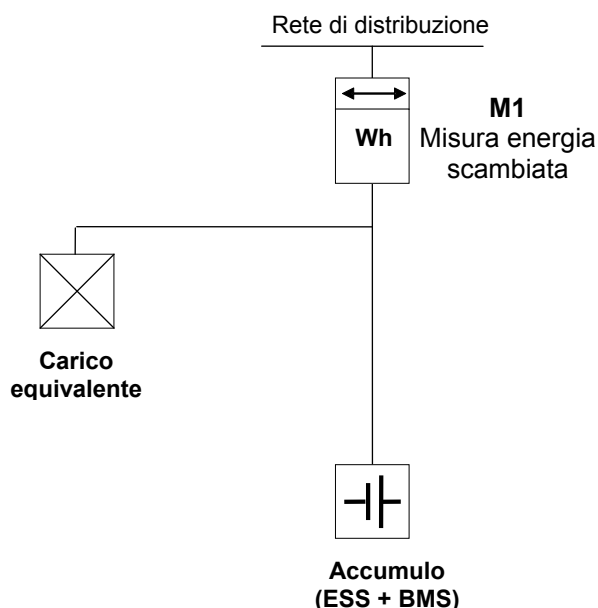 Rete di distribuzione
M1
Wh
Misura energia
scambiata
Carico
equivalente
Accumulo
(ESS + BMS)